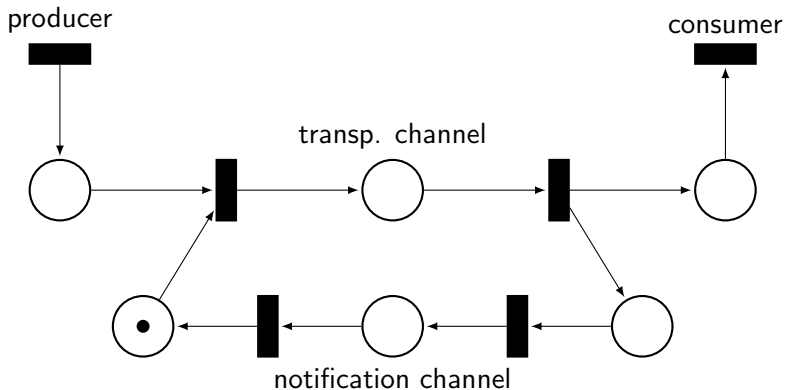 producer
consumer
transp. channel
notification channel